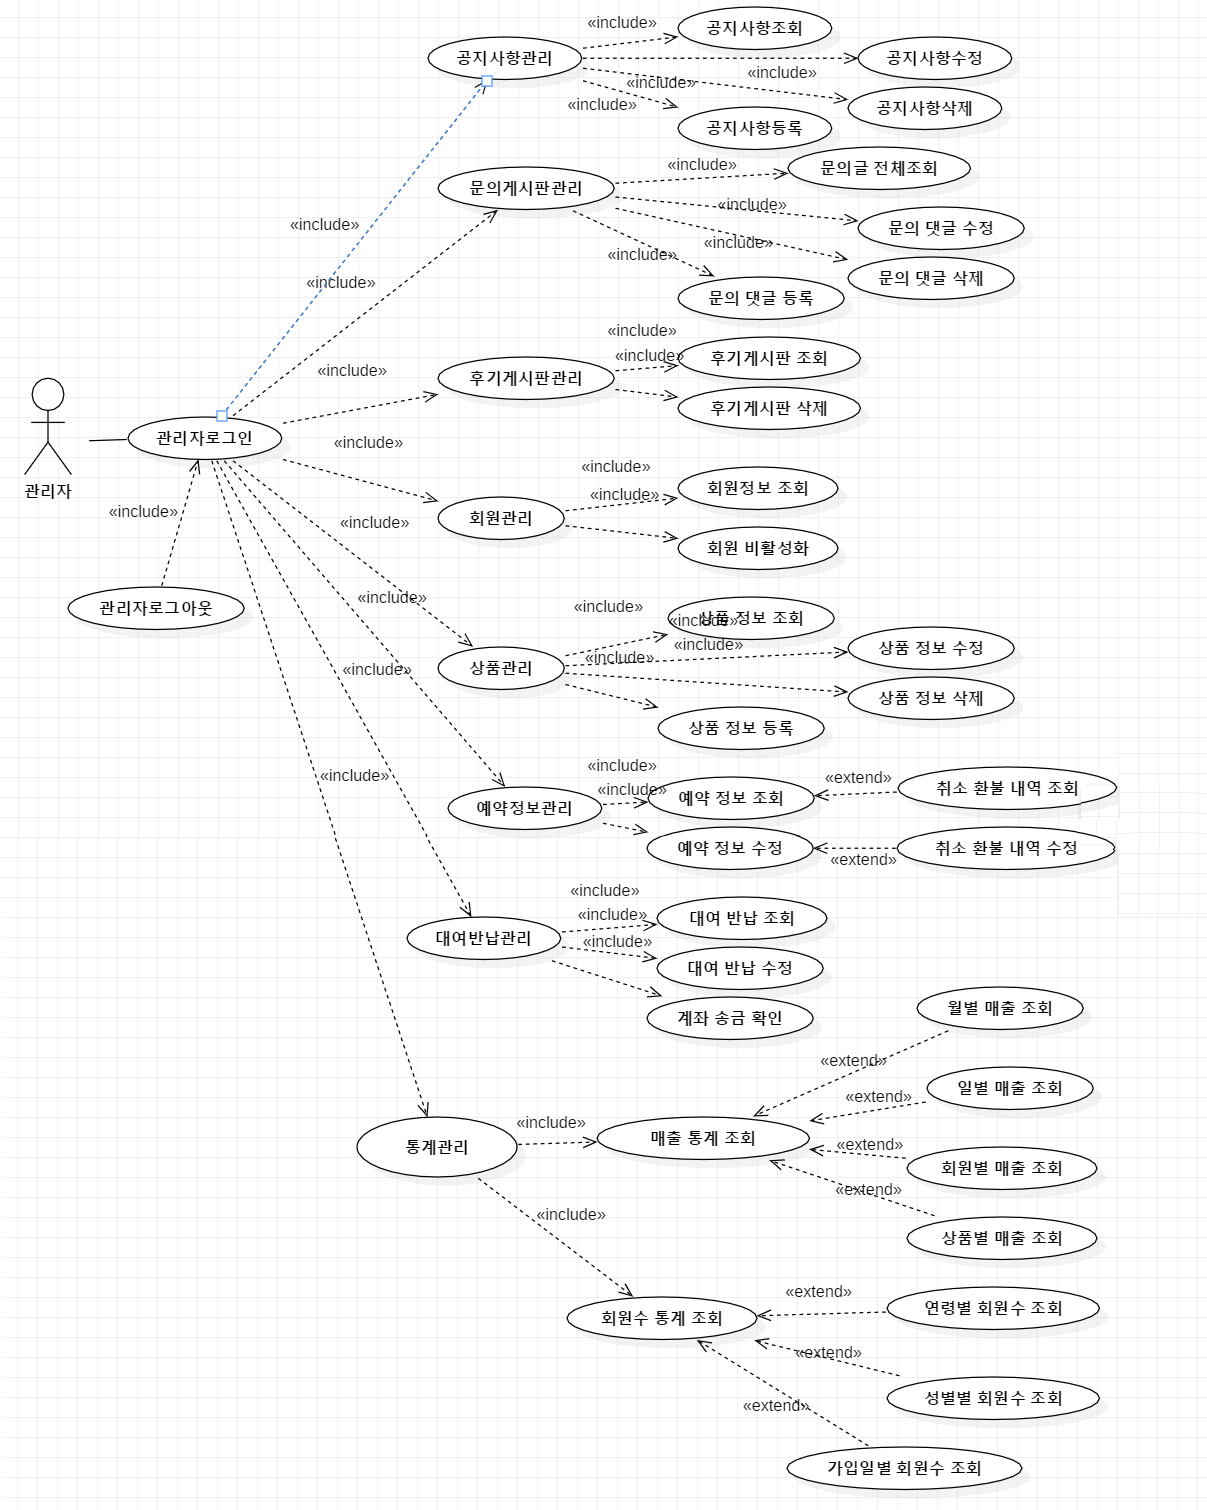 «include»
공지사항조회
공지사항관리
공지사항수정
«include»
«include»
공지사항삭제
«include»
공지사항등록
«include»
문의글 전체조회
문의게시판관리
«include»
문의 댓글 수정
«include»
«include»
«include»
문의 댓글 삭제
«include»
문의 댓글 등록
«include»
«include»
후기게시판 조회
«include»
후기게시판관리
후기게시판 삭제
관리자로그인
«include»
«include»
회원정보 조회
관리자
«include»
«include»
회원관리
«include»
회원 비활성화
«include»
관리자로그아웃
«include»
상품 정보 조회
«include»
«include»
상품 정보 수정
«include»
«include»
상품관리
상품 정보 삭제
상품 정보 등록
«include»
«include»
«extend»
취소 환불 내역 조회
«include»
예약 정보 조회
예약정보관리
예약 정보 수정
취소 환불 내역 수정
«extend»
«include»
«include»
대여 반납 조회
대여반납관리
«include»
대여 반납 수정
계좌 송금 확인
월별 매출 조회
«extend»
일별 매출 조회
«extend»
«include»
매출 통계 조회
«extend»
통계관리
회원별 매출 조회
«extend»
«include»
상품별 매출 조회
«extend»
연령별 회원수 조회
회원수 통계 조회
«extend»
성별별 회원수 조회
«extend»
가입일별 회원수 조회